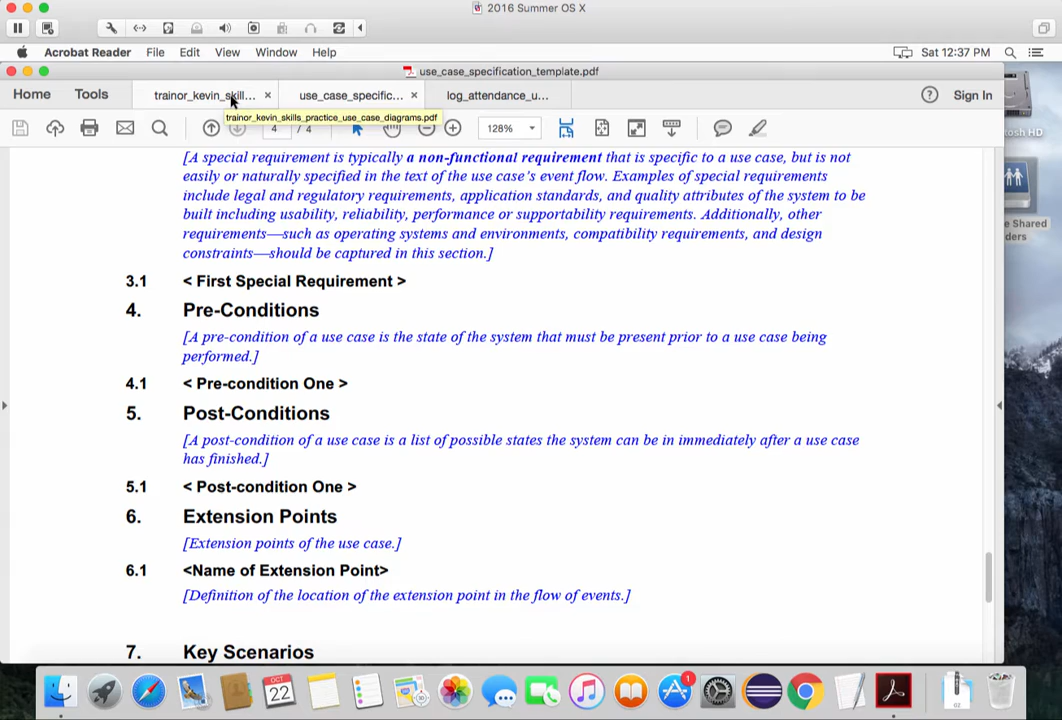 2016 Summer OS X
Acrobat Reader File Edit View Window Help
Sat 12:37 PM
use_case_specification_template.pdf
Home Tools trainor_kevin_skill... × use_case_specific... × log_attendance_u... Sign In
trainor_kevin_skills_practice_use_case_diagrams.pdf
4 / 4 128%
[A special requirement is typically a non-functional requirement that is specific to a use case, but is not
easily or naturally specified in the text of the use case's event flow. Examples of special requirements
include legal and regulatory requirements, application standards, and quality attributes of the system to be
built including usability, reliability, performance or supportability requirements. Additionally, other
requirements—such as operating systems and environments, compatibility requirements, and design
constraints—should be captured in this section.]
3.1 < First Special Requirement >
4. Pre-Conditions
[A pre-condition of a use case is the state of the system that must be present prior to a use case being
performed.]
4.1 < Pre-condition One >
5. Post-Conditions
[A post-condition of a use case is a list of possible states the system can be in immediately after a use case
has finished.]
5.1 < Post-condition One >
6. Extension Points
[Extension points of the use case.]
6.1 <Name of Extension Point>
[Definition of the location of the extension point in the flow of events.]
7. Key Scenarios
tosh HD
e Shared
ders
OCT
22
1